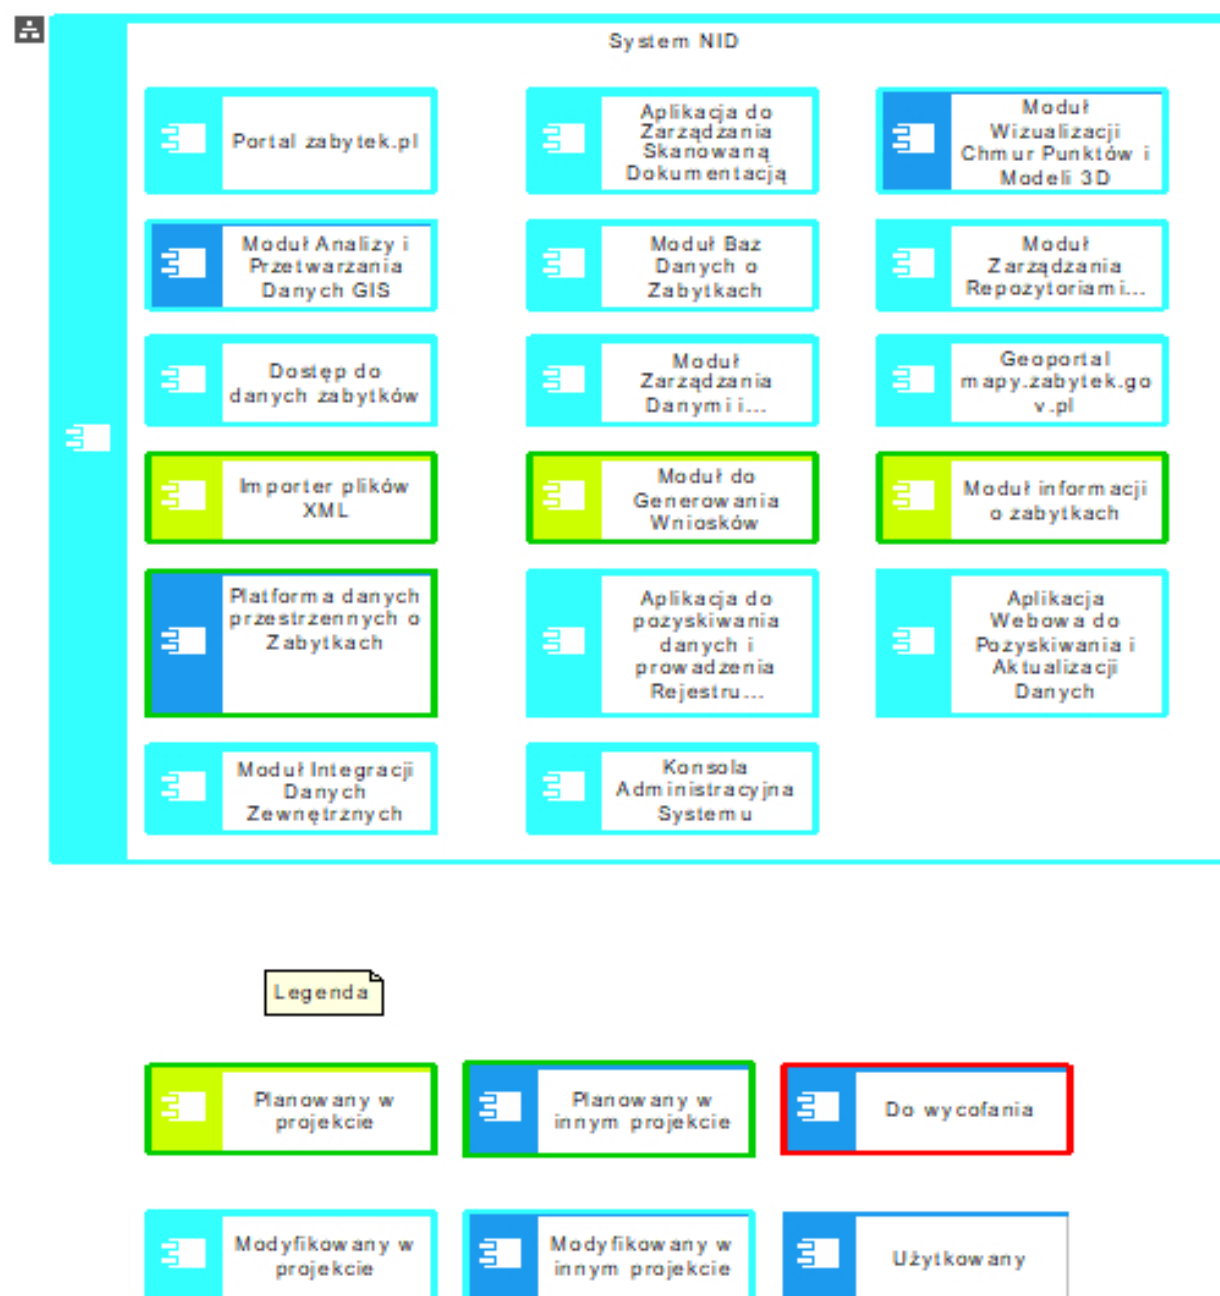 System NID
Portal zabytek.pl
Aplikacja do
Zarządzania
Skanowaną
Dokumentacją
Moduł
Wizualizacji
Chmur Punktów i
Modeli 3D
Moduł Analizy i
Przetwarzania
Danych GIS
Moduł Baz
Danych o
Zabytkach
Moduł
Zarządzania
Repozytoriami...
Dostęp do
danych zabytków
Moduł
Zarządzania
Danymi i...
Geoportal
mapy.zabytek.go
v.pl
Importer plików
XML
Moduł do
Generowania
Wniosków
Moduł informacji
o zabytkach
Platforma danych
przestrzennych o
Zabytkach
Aplikacja do
pozyskiwania
danych i
prowadzenia
Rejestru...
Aplikacja
Webowa do
Pozyskiwania i
Aktualizacji
Danych
Moduł Integracji
Danych
Zewnętrznych
Konsola
Administracyjna
Systemu
Legenda
Planowany w
projekcie
Planowany w
innym projekcie
Do wycofania
Modyfikowany w
projekcie
Modyfikowany w
innym projekcie
Użytkowany